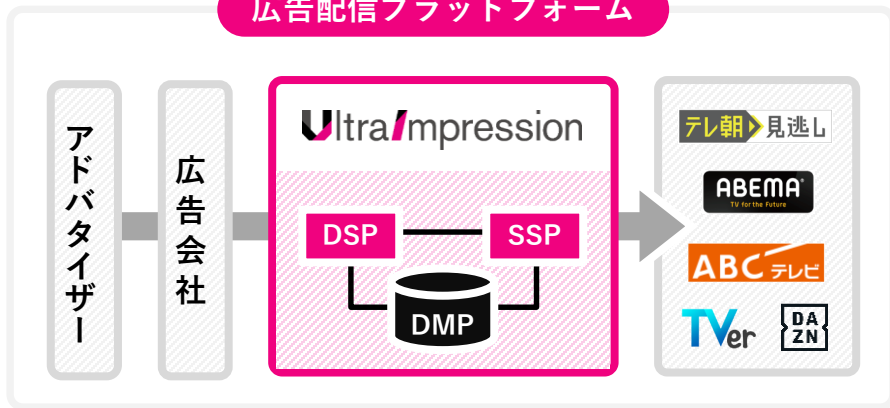 広告配信プラットフォーム
アドバタイザー
広告会社
UltraImpression
DSP
SSP
DMP
テレ朝見逃し
ABEMA
TV for the Future
ABCテレビ
TVer
DAZN